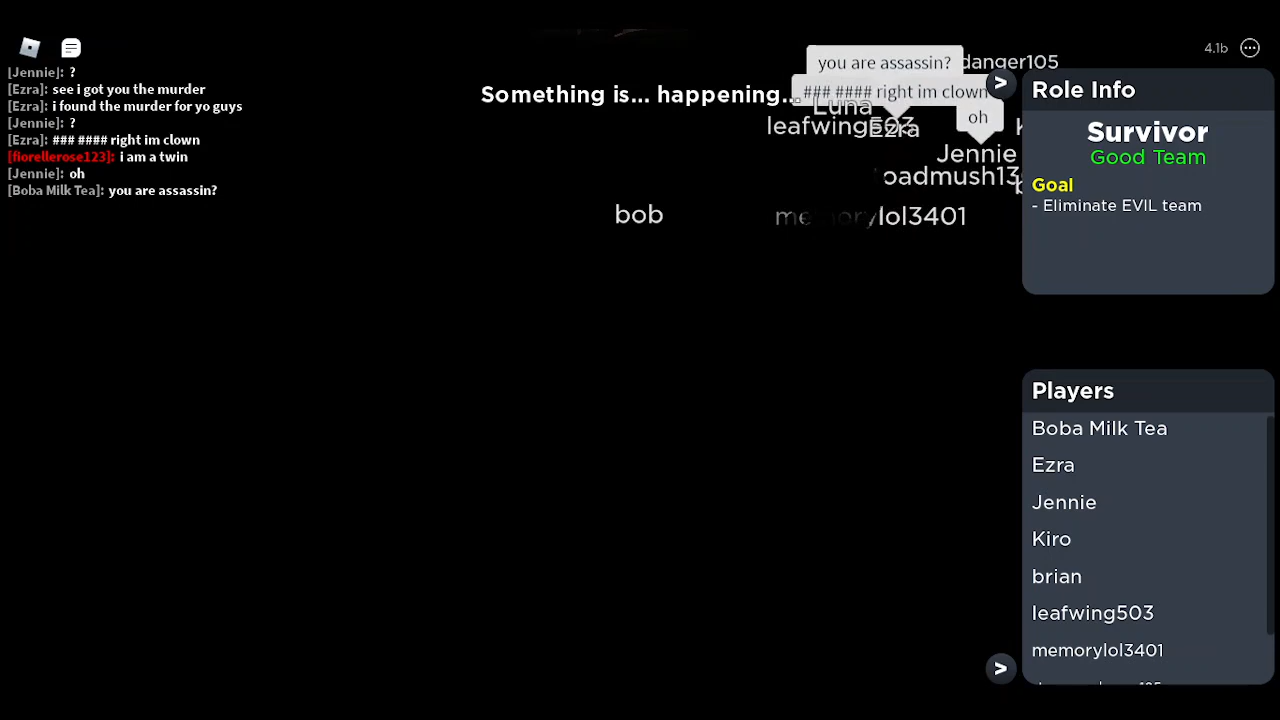 4.1b
[Jennie]: ?
[Ezra]: see i got you the murder
[Ezra]: i found the murder for yo guys
[Jennie]: ?
[Ezra]: ### #### right im clown
[fiorellerose123]: i am a twin
[Jennie]: oh
[Boba Milk Tea]: you are assassin?
Something is... happening...
you are assassin?
danger105
### #### right im clown
Luna
oh
leafwing503
Ezra
Jennie
oadmush13
bob
memorylol3401
>
Role Info
Survivor
Good Team
Goal
- Eliminate EVIL team
Players
Boba Milk Tea
Ezra
Jennie
Kiro
brian
leafwing503
memorylol3401
>